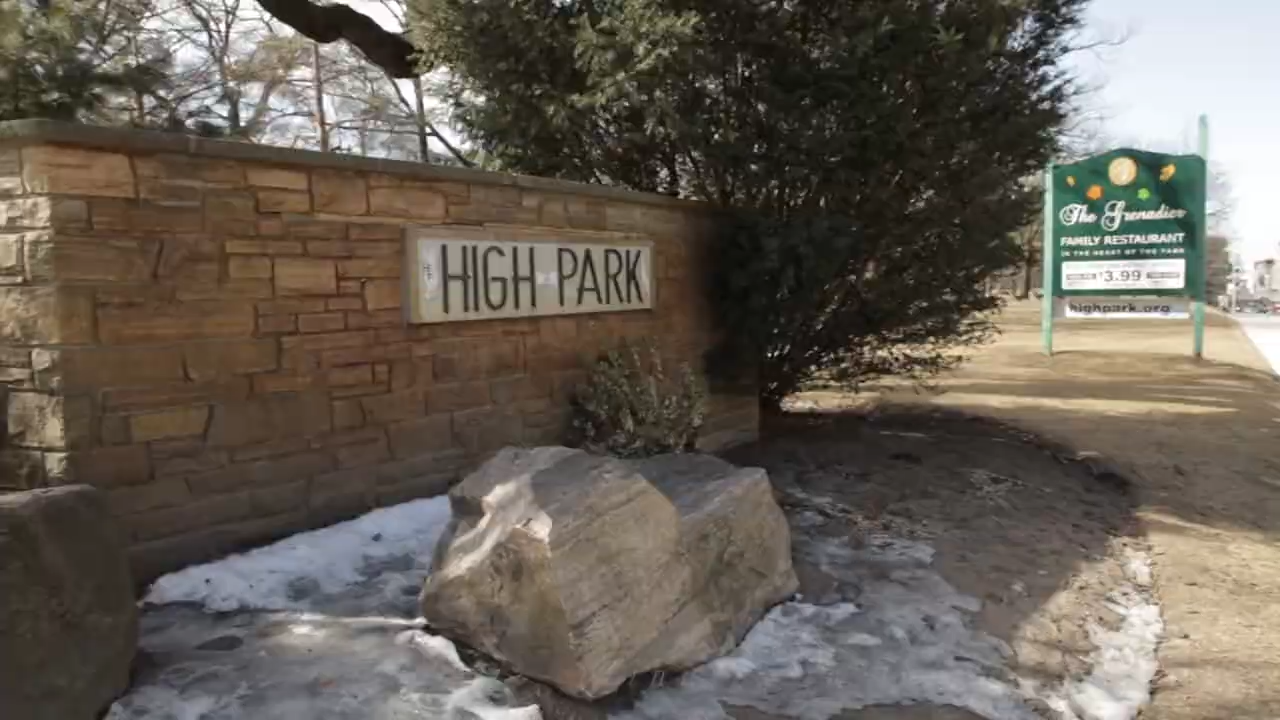 HIGH PARK
The Grenadier
FAMILY RESTAURANT
IN THE HEART OF THE PARK
$3.99
highpark.org